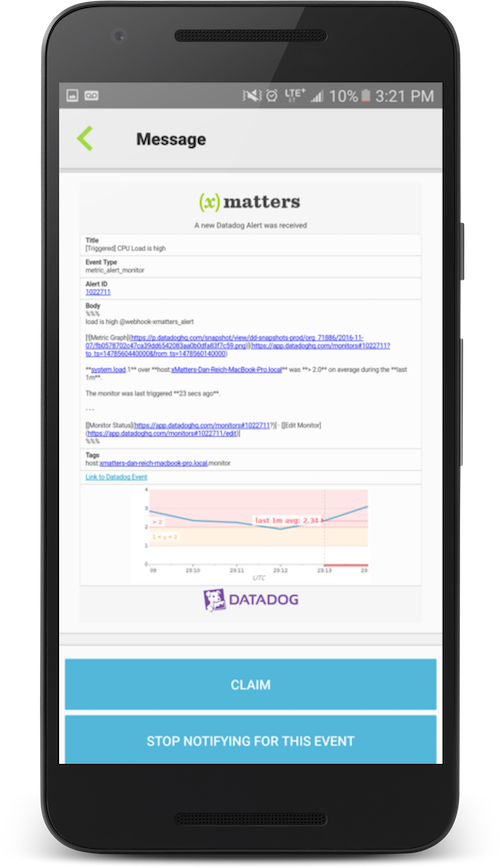 LTE+ 10% 3:21 PM
Message
(x) matters
A new Datadog Alert was received
Title
[Triggered] CPU Load is high
Event Type
metric_alert_monitor
Alert ID
1022711
Body
%%%
load is high @webhook-xmatters_alert
[![Metric Graph](https://p.datadoghq.com/snapshot/view/dd-snapshots-prod/org_71886/2016-11-
07/fb0578702c47ca39dd6542083aa0b0dfa83f7c59.png)](https://app.datadoghq.com/monitors#1022711?
to_ts=1478560440000&from_ts=1478560140000)
**system.load.1** over **host:xMatters-Dan-Reich-MacBook-Pro.local** was **> 2.0** on average during the **last
1m**.
The monitor was last triggered **23 secs ago**.
- - -
[[Monitor Status](https://app.datadoghq.com/monitors#1022711?)] · [[Edit Monitor]
(https://app.datadoghq.com/monitors#1022711/edit)]
%%%
Tags
host:xmatters-dan-reich-macbook-pro.local,monitor
Link to Datadog Event
4
3
> 2
last 1m avg: 2.34
2
1 < y < 2
1
0
09 23:10 23:11 23:12 23:13 23:
UTC
DATADOG
CLAIM
STOP NOTIFYING FOR THIS EVENT